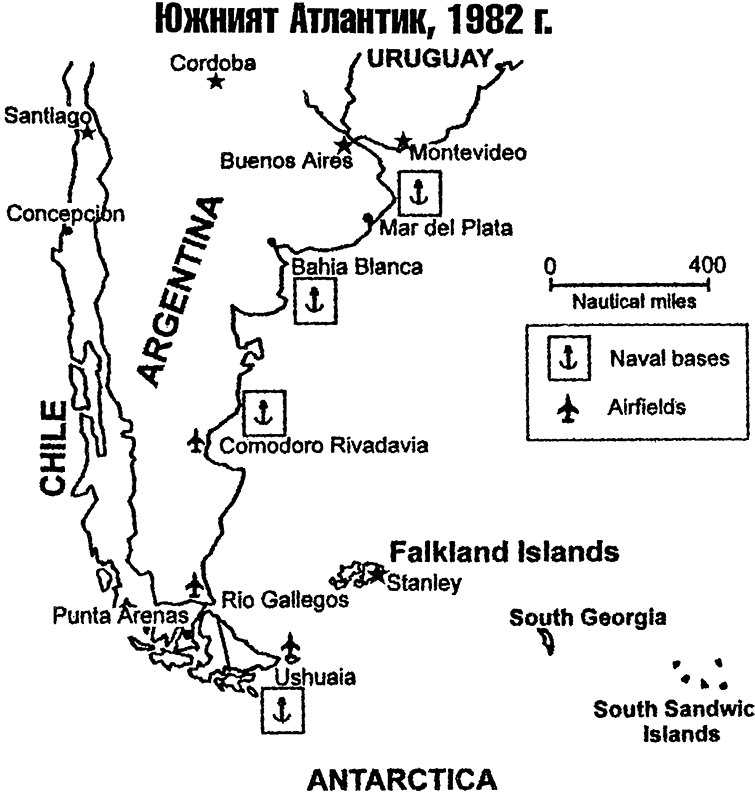 Южният Атлантик, 1982 г.
Cordoba
URUGUAY
Santiago
Buenos Aires
Montevideo
Concepcion
Mar del Plata
ARGENTINA
Bahia Blanca
0 400
Nautical miles
Naval bases
Airfields
CHILE
Comodoro Rivadavia
Falkland Islands
Stanley
Rio Gallegos
Punta Arenas
South Georgia
Ushuaia
South Sandwic
Islands
ANTARCTICA